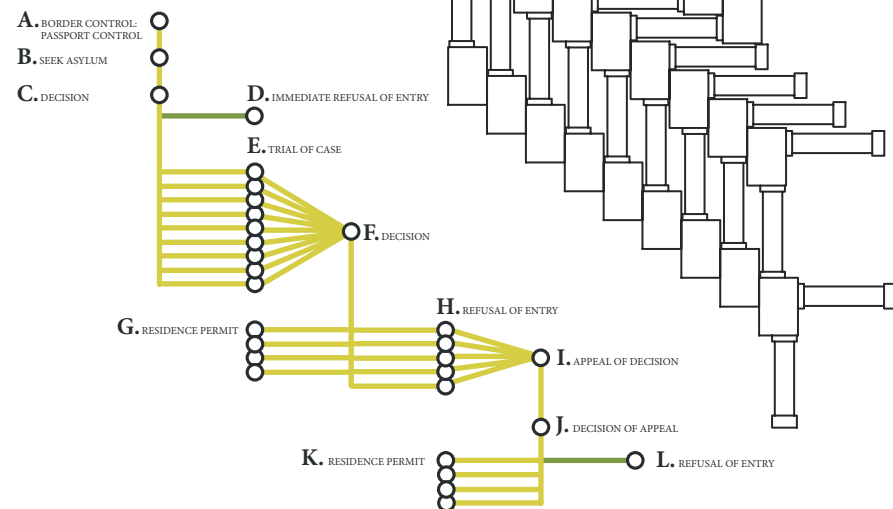 A. BORDER CONTROL:
PASSPORT CONTROL
B. SEEK ASYLUM
C. DECISION
D. IMMEDIATE REFUSAL OF ENTRY
E. TRIAL OF CASE
F. DECISION
G. RESIDENCE PERMIT
H. REFUSAL OF ENTRY
I. APPEAL OF DECISION
J. DECISION OF APPEAL
K. RESIDENCE PERMIT
L. REFUSAL OF ENTRY